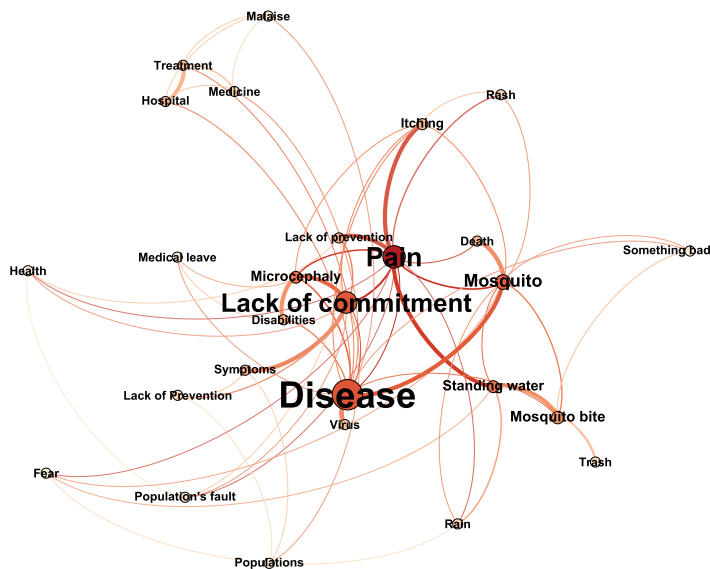 Malaise
Treatment
Medicine
Hospital
Rash
Itching
Lack of prevention
Death
Something bad
Pain
Medical leave
Health
Microcephaly
Mosquito
Lack of commitment
Disabilities
Symptoms
Standing water
Lack of Prevention
Disease
Mosquito bite
Virus
Trash
Fear
Population's fault
Rain
Populations